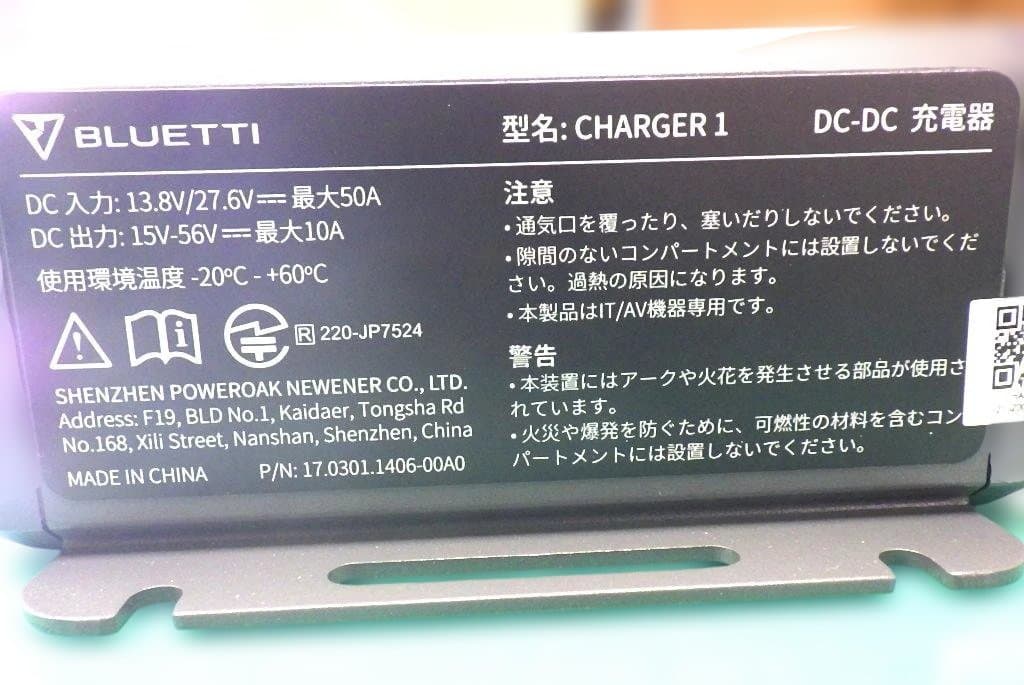 BLUETTI
型名: CHARGER 1
DC-DC 充電器
DC 入力: 13.8V/27.6V⎓最大50A
DC 出力: 15V-56V⎓最大10A
使用環境温度 -20ºC - +60ºC
R 220-JP7524
SHENZHEN POWEROAK NEWENER CO., LTD.
Address: F19, BLD No.1, Kaidaer, Tongsha Rd
No.168, Xili Street, Nanshan, Shenzhen, China
MADE IN CHINA
P/N: 17.0301.1406-00A0
注意
・通気口を覆ったり、塞いだりしないでください。
・隙間のないコンパートメントには設置しないでくだ
さい。過熱の原因になります。
・本製品はIT/AV機器専用です。
警告
・本装置にはアークや火花を発生させる部品が使用さ
れています。
・火災や爆発を防ぐために、可燃性の材料を含むコン
パートメントには設置しないでください。